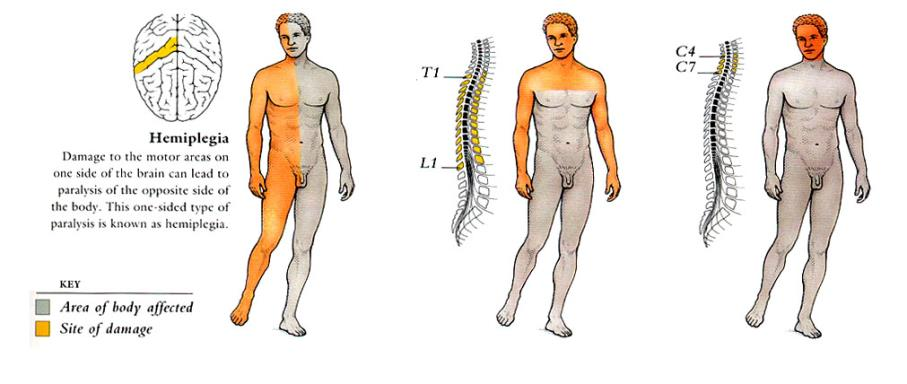 Hemiplegia
Damage to the motor areas on
one side of the brain can lead to
paralysis of the opposite side of
the body. This one-sided type of
paralysis is known as hemiplegia.
KEY
Area of body affected
Site of damage
T1
L1
C4
C7